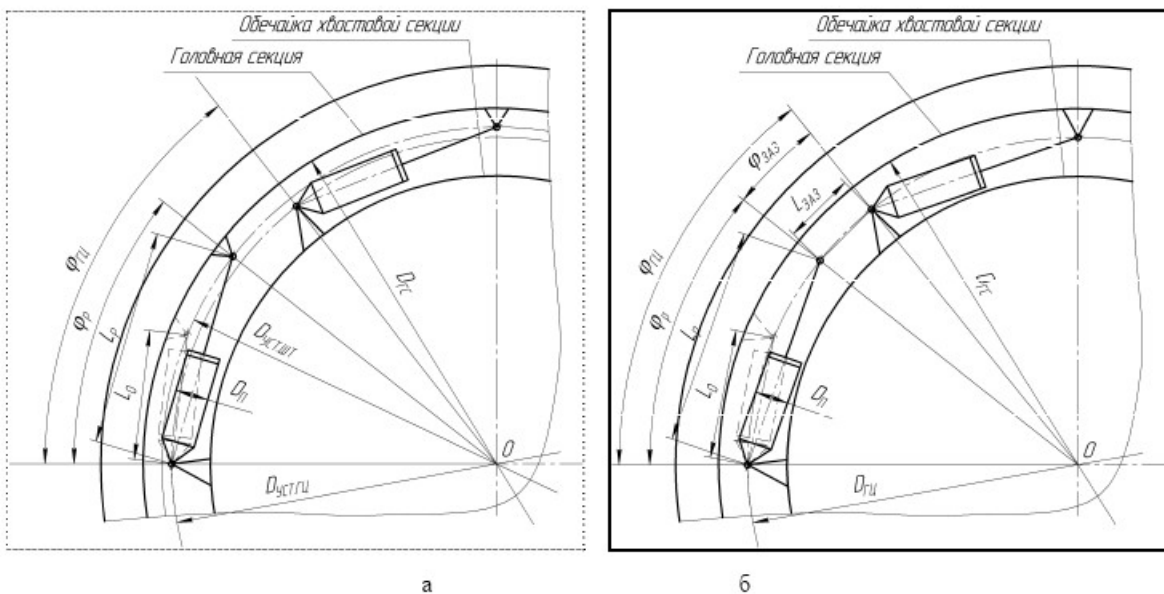 Обечайка хвостовой секции
Головная секция
φГЦ
φР
LР
L0
DУСТ.ШТ
DГС
DП
DУСТ.ГЦ
О
Обечайка хвостовой секции
Головная секция
φЗАЗ
LЗАЗ
φГЦ
φР
LР
L0
DГС
DП
DГЦ
О
а
б